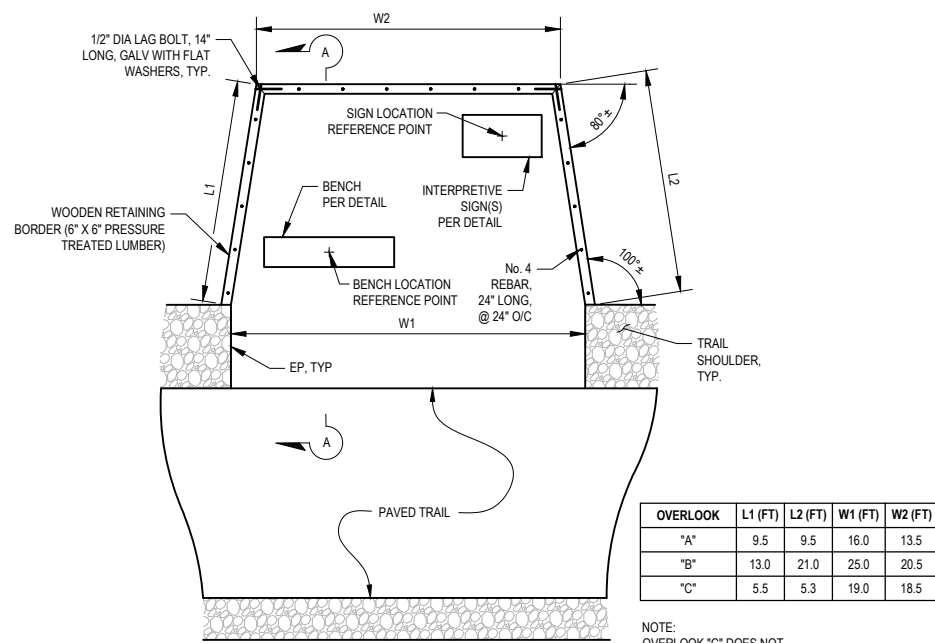 W2
A
1/2" DIA LAG BOLT, 14"
LONG, GALV WITH FLAT
WASHERS, TYP.
SIGN LOCATION
REFERENCE POINT
80°±
L1
L2
BENCH
PER DETAIL
INTERPRETIVE
SIGN(S)
PER DETAIL
WOODEN RETAINING
BORDER (6" X 6" PRESSURE
TREATED LUMBER)
BENCH LOCATION
REFERENCE POINT
No. 4
REBAR,
24" LONG,
@ 24" O/C
100°±
W1
TRAIL
SHOULDER,
TYP.
EP, TYP
A
PAVED TRAIL
OVERLOOK L1 (FT) L2 (FT) W1 (FT) W2 (FT)
"A" 9.5 9.5 16.0 13.5
"B" 13.0 21.0 25.0 20.5
"C" 5.5 5.3 19.0 18.5
NOTE:
OVERLOOK "C" DOES NOT